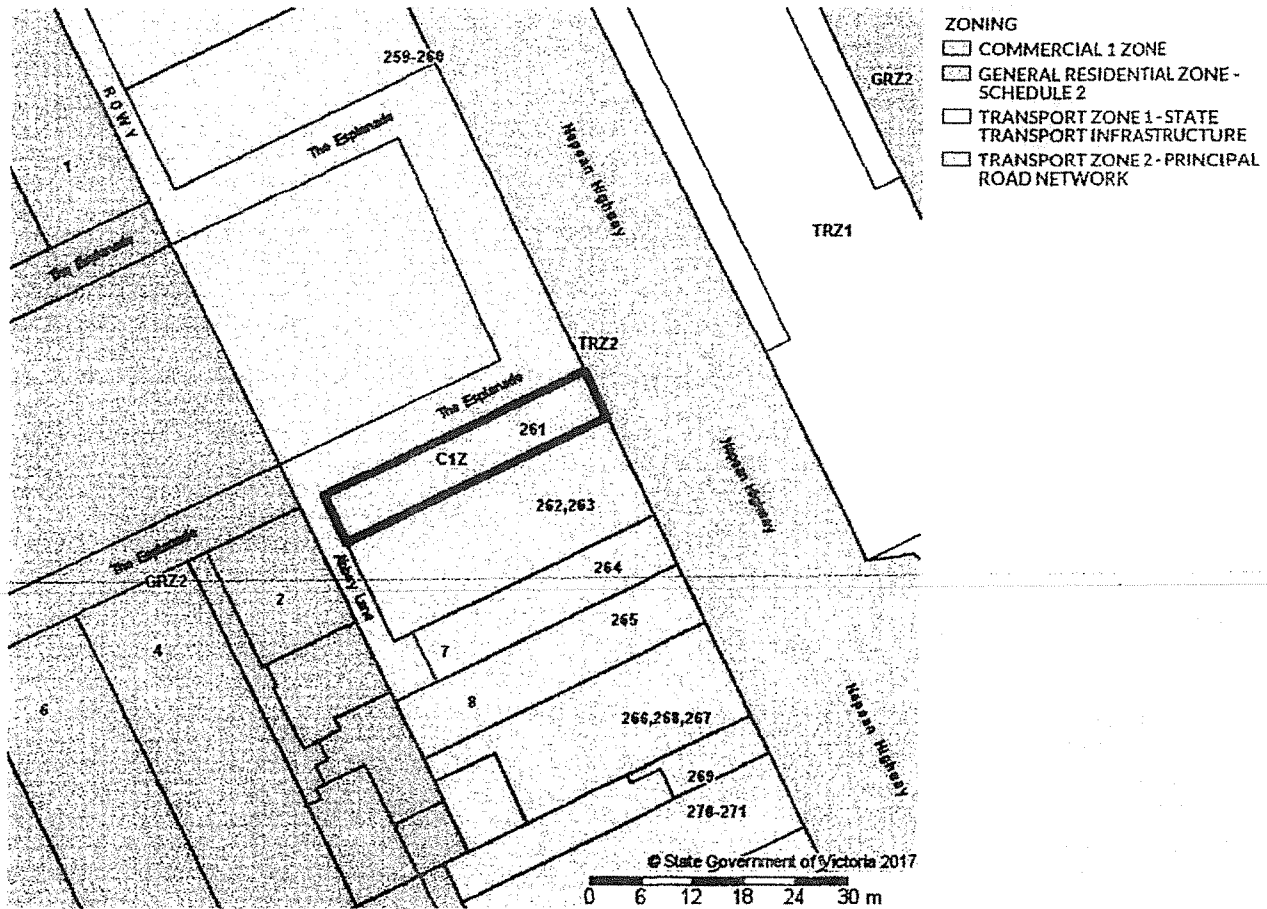 ZONING
COMMERCIAL 1 ZONE
GENERAL RESIDENTIAL ZONE -
SCHEDULE 2
TRANSPORT ZONE 1 - STATE
TRANSPORT INFRASTRUCTURE
TRANSPORT ZONE 2 - PRINCIPAL
ROAD NETWORK
259-260
GRZ2
ROWY
The Esplanade
Nepean Highway
1
TRZ1
The Esplanade
TRZ2
The Esplanade
261
C1Z
Nepean Highway
262,263
The Esplanade
GRZ2
264
2
Lane
265
7
4
8
6
266,268,267
Nepean Highway
269
270-271
© State Government of Victoria 2017
0 6 12 18 24 30 m